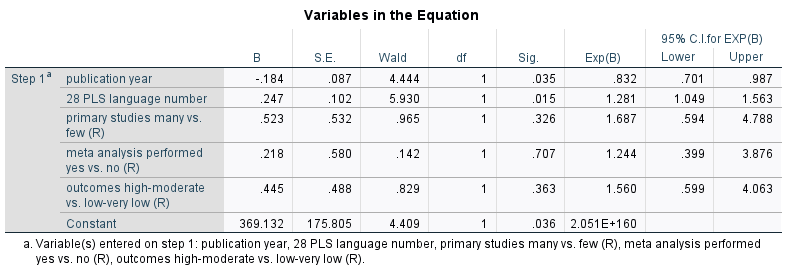 Variables in the Equation
95% C.I.for EXP(B)
B S.E. Wald df Sig. Exp(B) Lower Upper
Step 1a publication year -.184 .087 4.444 1 .035 .832 .701 .987
28 PLS language number .247 .102 5.930 1 .015 1.281 1.049 1.563
primary studies many vs. few (R) .523 .532 .965 1 .326 1.687 .594 4.788
meta analysis performed yes vs. no (R) .218 .580 .142 1 .707 1.244 .399 3.876
outcomes high-moderate vs. low-very low (R) .445 .488 .829 1 .363 1.560 .599 4.063
Constant 369.132 175.805 4.409 1 .036 2.051E+160
a. Variable(s) entered on step 1: publication year, 28 PLS language number, primary studies many vs. few (R), meta analysis performed
yes vs. no (R), outcomes high-moderate vs. low-very low (R).